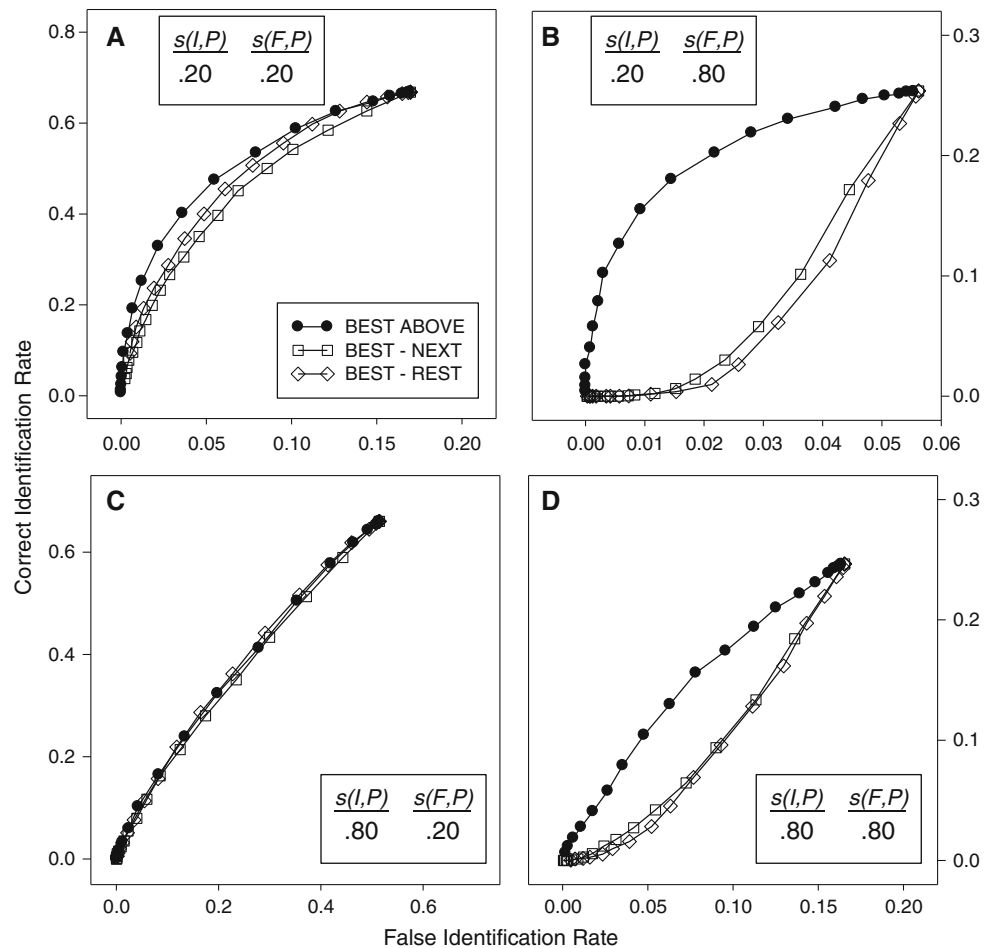 A
s(I,P) s(F,P)
.20 .20
B
s(I,P) s(F,P)
.20 .80
0.8
0.6
0.4
0.2
0.0
0.3
0.2
0.1
0.0
BEST ABOVE
BEST - NEXT
BEST - REST
0.00 0.05 0.10 0.15 0.20
0.00 0.01 0.02 0.03 0.04 0.05 0.06
Correct Identification Rate
C
s(I,P) s(F,P)
.80 .20
D
s(I,P) s(F,P)
.80 .80
0.6
0.4
0.2
0.0
0.3
0.2
0.1
0.0
0.0 0.2 0.4 0.6
0.00 0.05 0.10 0.15 0.20
False Identification Rate